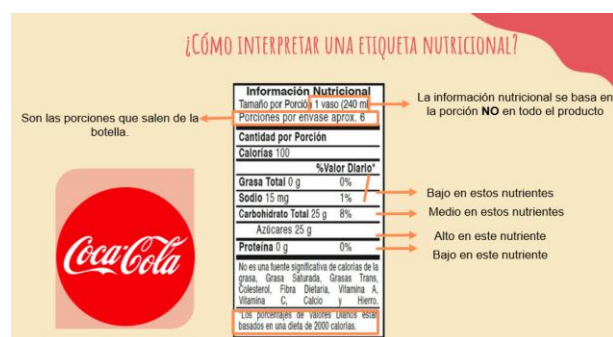 ¿CÓMO INTERPRETAR UNA ETIQUETA NUTRICIONAL?
Son las porciones que salen de la
botella.
Coca-Cola
Información Nutricional
Tamaño por Porción 1 vaso (240 ml
Porciones por envase aprox. 6
Cantidad por Porción
Calorías 100
%Valor Diario*
Grasa Total 0 g 0%
Sodio 15 mg 1%
Carbohidrato Total 25 g 8%
Azúcares 25 g
Proteína 0 g 0%
No es una fuente significativa de calorías de la
grasa, Grasa Saturada, Grasas Trans,
Colesterol, Fibra Dietaria, Vitamina A,
Vitamina C, Calcio y Hierro.
*Los porcentajes de Valores Diarios están
basados en una dieta de 2000 calorías.
La información nutricional se basa en
la porción NO en todo el producto
Bajo en estos nutrientes
Medio en estos nutrientes
Alto en este nutriente
Bajo en este nutriente